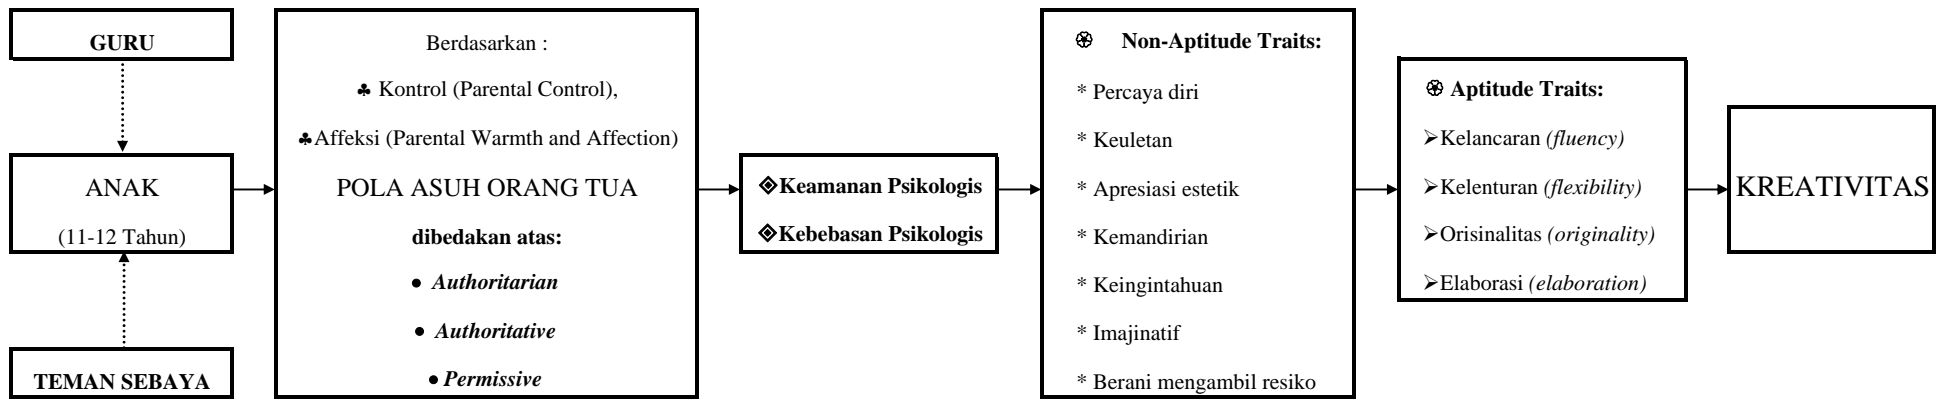 GURU
ANAK
(11-12 Tahun)
TEMAN SEBAYA
Berdasarkan :
♣ Kontrol (Parental Control),
♣Affeksi (Parental Warmth and Affection)
POLA ASUH ORANG TUA
dibedakan atas:
● Authoritarian
● Authoritative
● Permissive
◈Keamanan Psikologis
◈Kebebasan Psikologis
֍ Non-Aptitude Traits:
* Percaya diri
* Keuletan
* Apresiasi estetik
* Kemandirian
* Keingintahuan
* Imajinatif
* Berani mengambil resiko
֍ Aptitude Traits:
➢Kelancaran (fluency)
➢Kelenturan (flexibility)
➢Orisinalitas (originality)
➢Elaborasi (elaboration)
KREATIVITAS